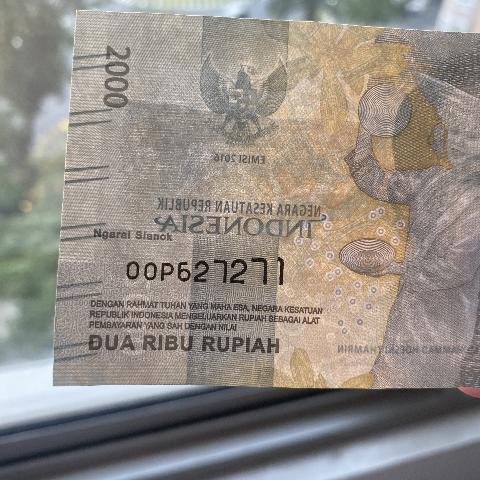 2000
EMISI 2016
NEGARA KESATUAN REPUBLIK
INDONESIA
Ngarai Sianok
OOP627271
DENGAN RAHMAT TUHAN YANG MAHA ESA, NEGARA KESATUAN
REPUBLIK INDONESIA MENGELUARKAN RUPIAH SEBAGAI ALAT
PEMBAYARAN YANG SAH DENGAN NILAI
DUA RIBU RUPIAH